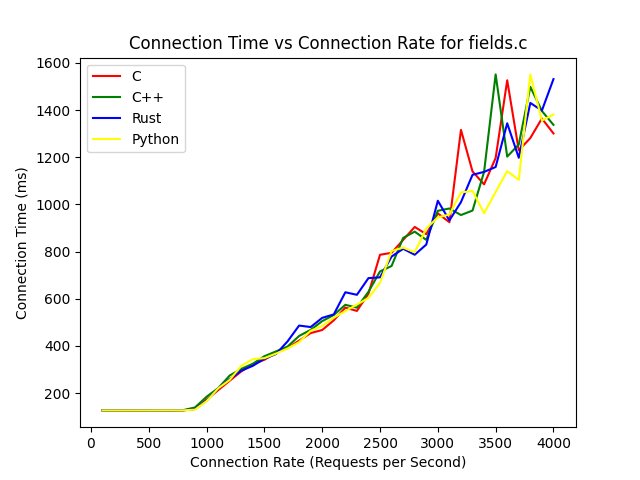 Connection Time vs Connection Rate for fields.c
C
C++
Rust
Python
Connection Time (ms)
1600
1400
1200
1000
800
600
400
200
0 500 1000 1500 2000 2500 3000 3500 4000
Connection Rate (Requests per Second)